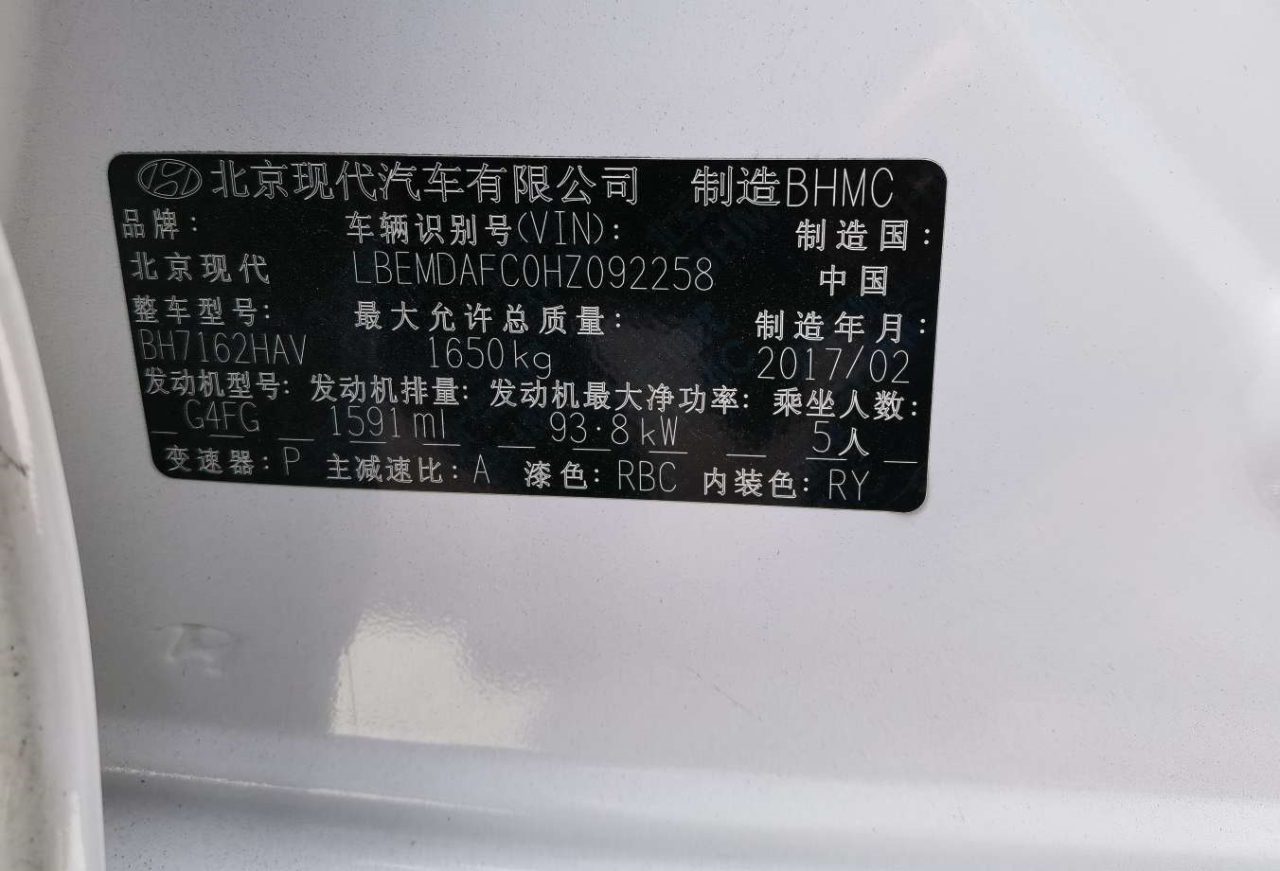 北京现代汽车有限公司 制造BHMC
品牌: 车辆识别号(VIN): 制造国:
北京现代 LBEMDAFC0HZ092258 中国
整车型号: 最大允许总质量: 制造年月:
BH7162HAV 1650kg 2017/02
发动机型号: 发动机排量: 发动机最大净功率: 乘坐人数:
G4FG 1591ml 93.8kW 5人
变速器: P 主减速比: A 漆色: RBC 内装色: RY